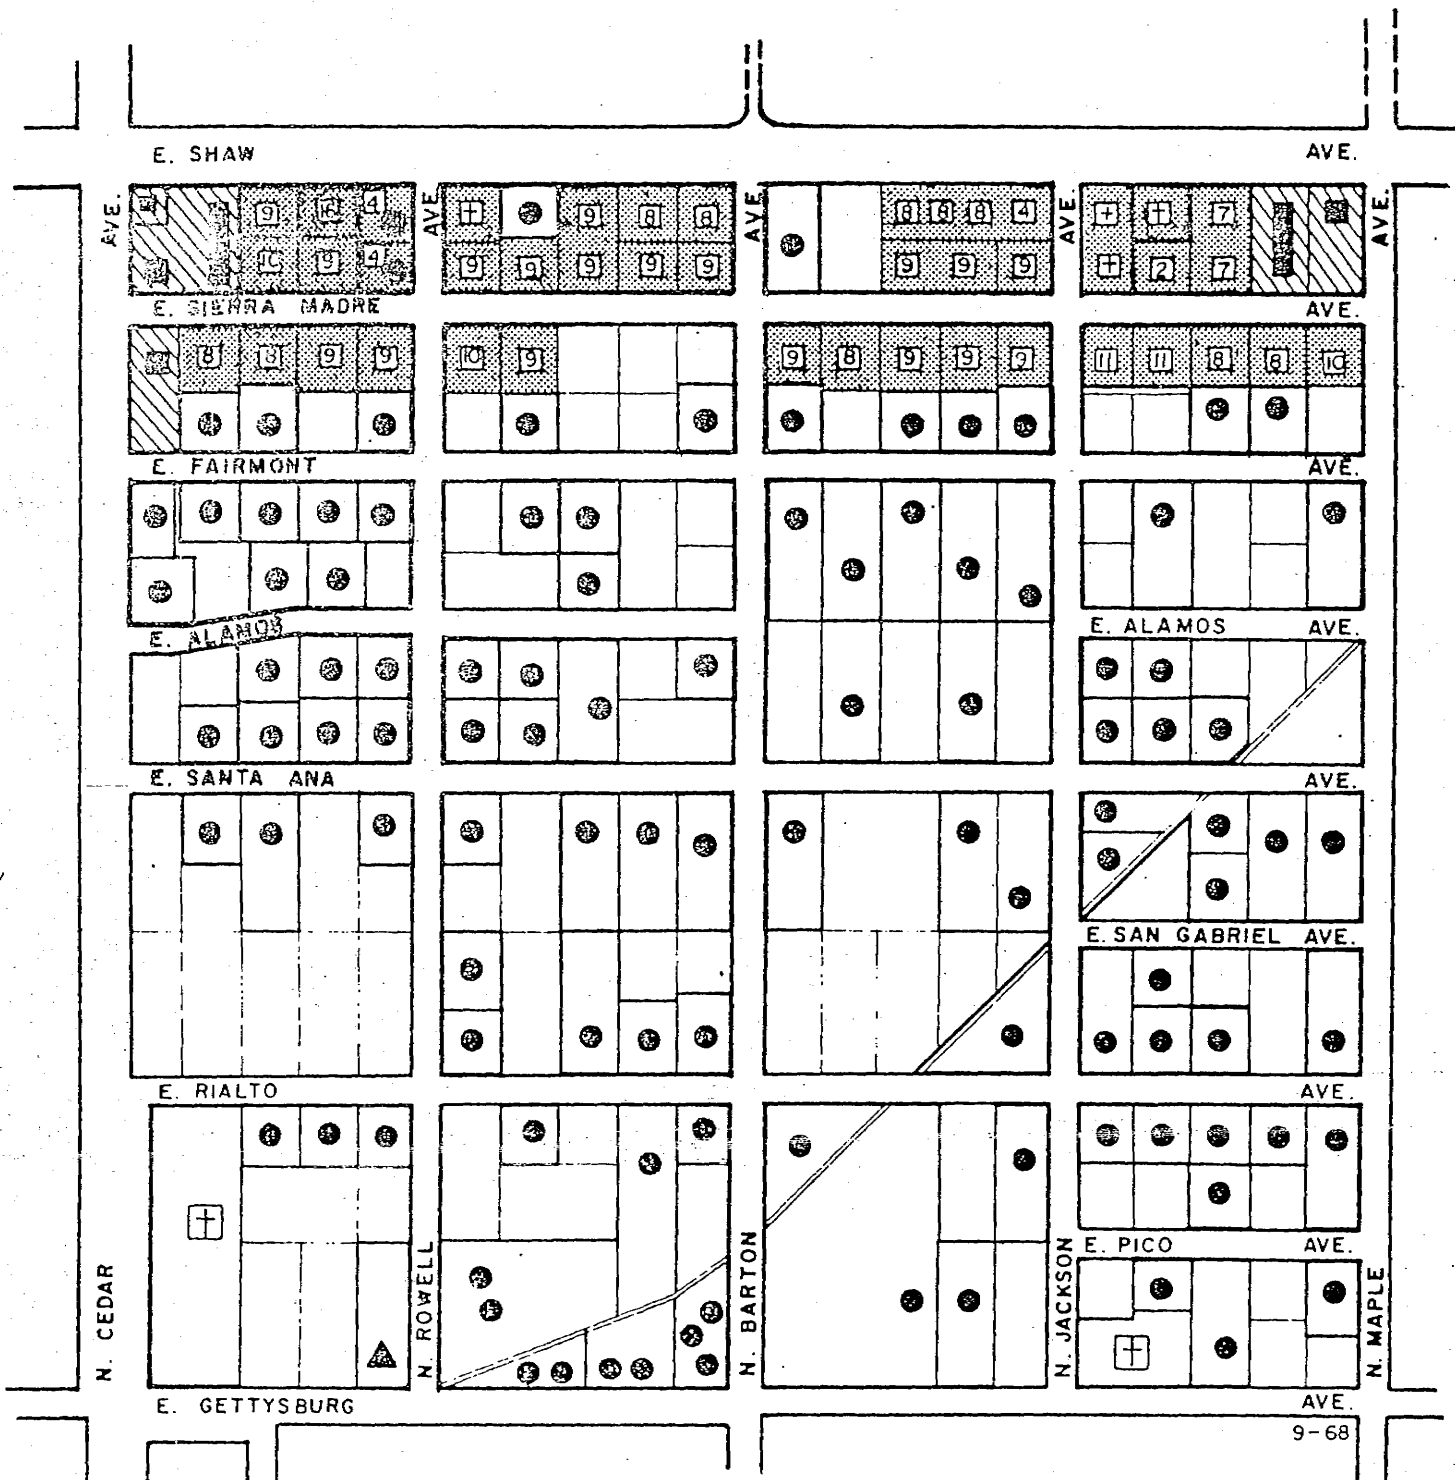 E. SHAW AVE.
AVE. AVE. AVE. AVE. AVE.
9 16 4 9 8 8 8 8 8 4 7
10 9 4 9 9 9 9 9 9 9 9 2 7
E. SIERRA MADRE AVE.
8 8 9 9 10 9 9 8 9 9 9 11 11 8 8 10
E. FAIRMONT AVE.
E. ALAMOS E. ALAMOS AVE.
E. SANTA ANA AVE.
E. SAN GABRIEL AVE.
E. RIALTO AVE.
E. PICO AVE.
N. CEDAR
N. ROWELL
N. BARTON
N. JACKSON
N. MAPLE
E. GETTYSBURG AVE.
9-68